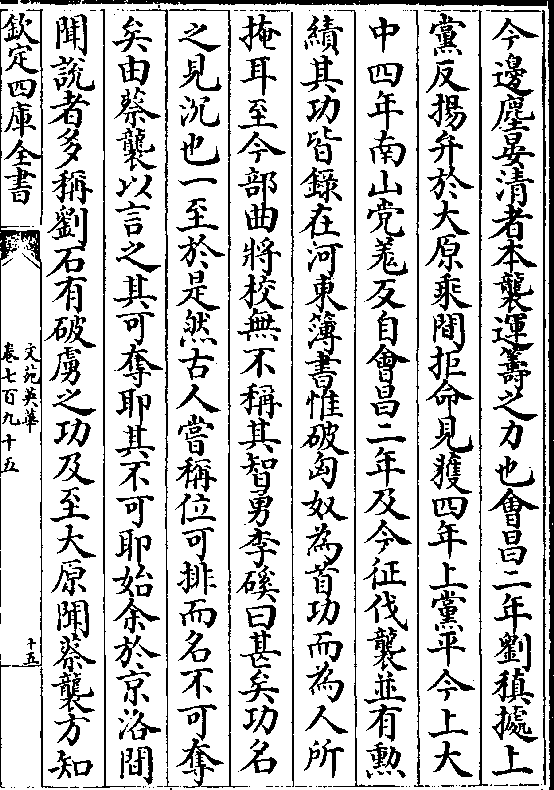 今邊塵晏清者本襲運籌之力也會昌二年劉稹據上
黨反揚弁於大原乘間拒命見獲四年上黨平今上大
中四年南山党羗反自會昌二年及今征伐襲並有勲
績其功皆錄在河東薄書惟破匈奴為首功而為人所
掩耳至今部曲將校無不稱其智勇李磎曰甚矣功名
之見沉也一至於是然古人嘗稱位可排而名不可奪
矣由蔡襲以言之其可奪耶其不可耶始余於京洛間
聞說者多稱劉石有破虜之功及至大原聞蔡襲方知
欽定四庫全書
文苑英華
卷七百九十五
十五